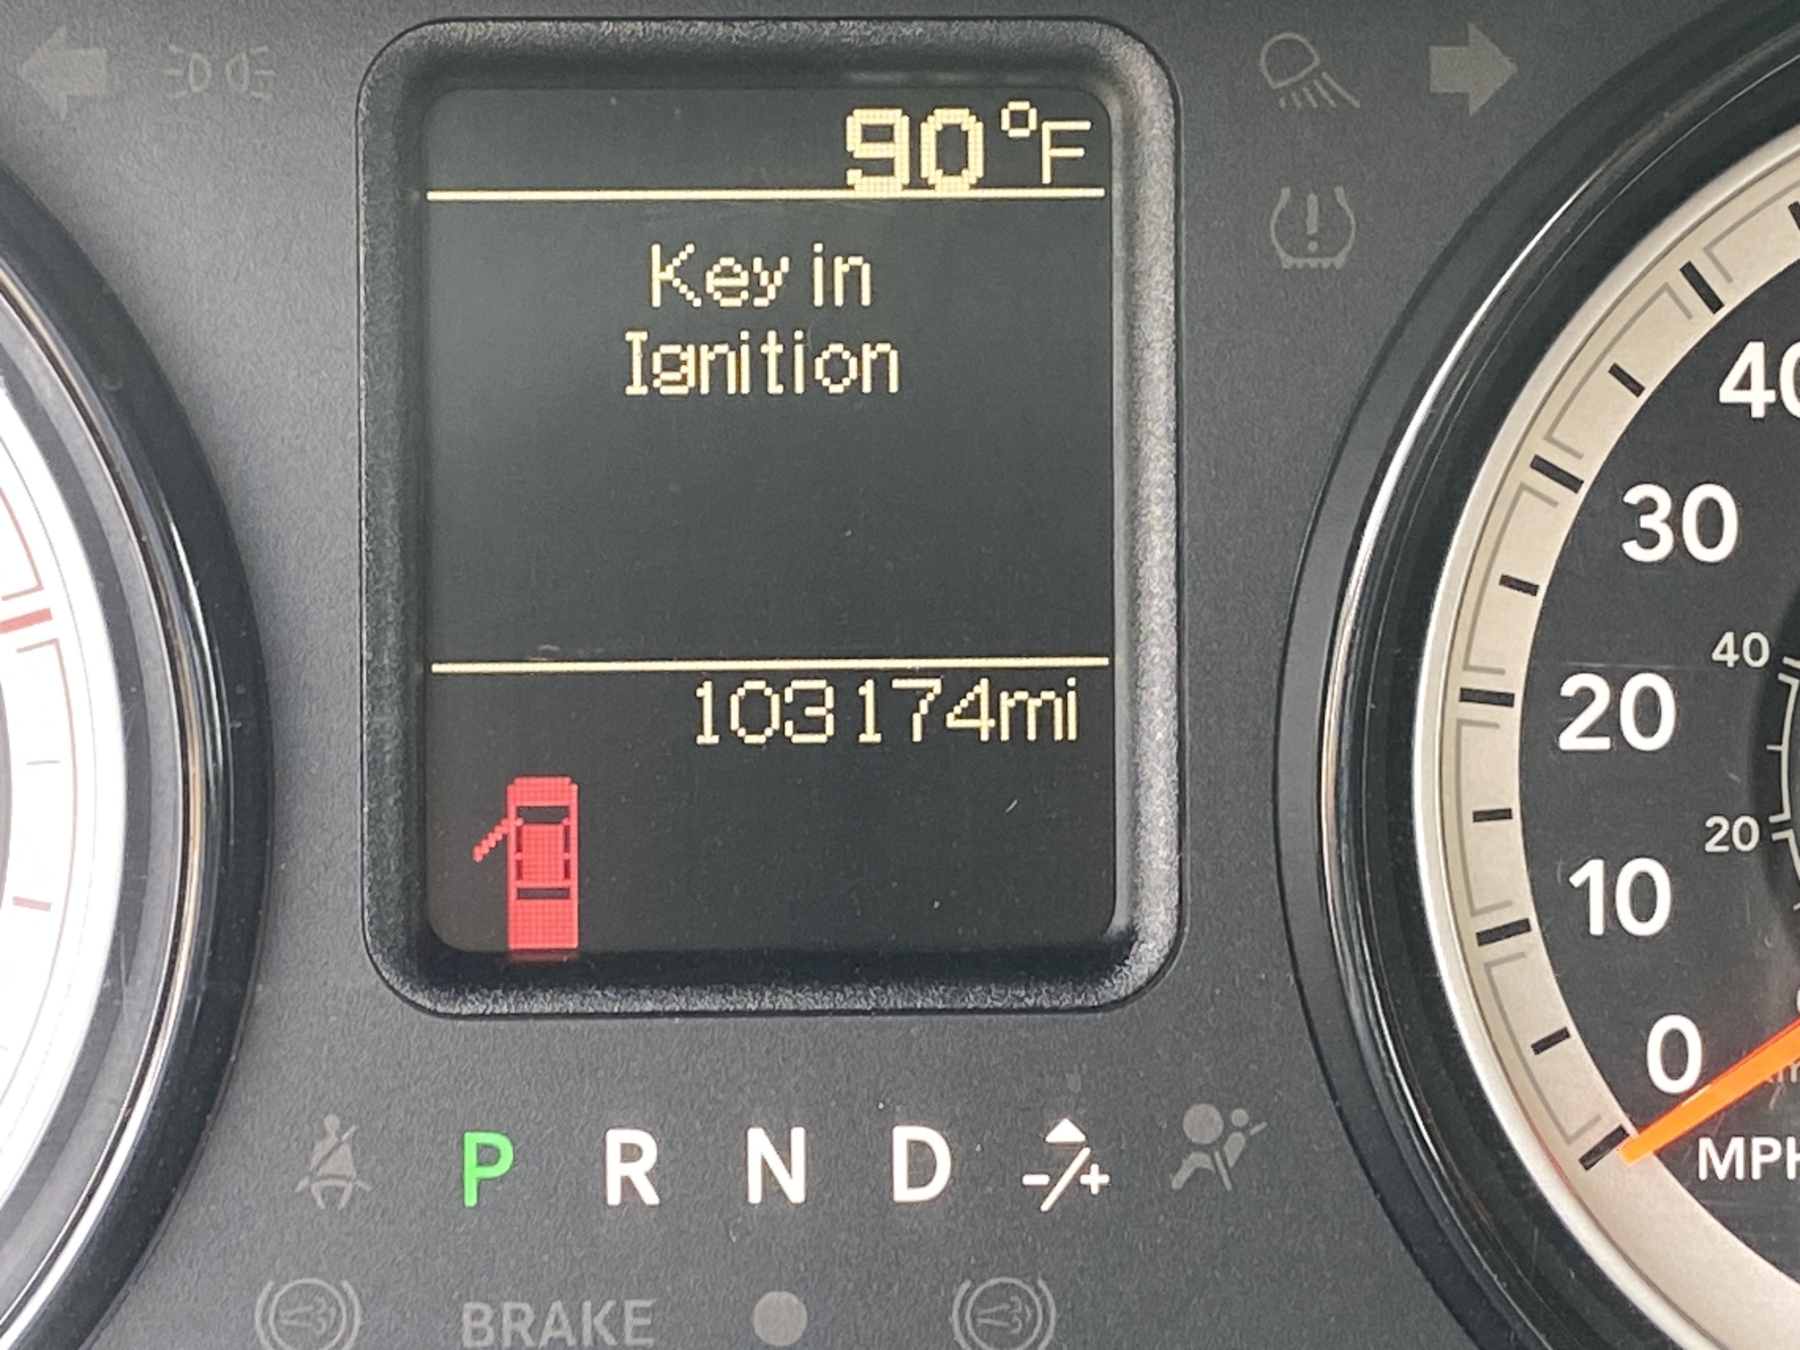 90°F
Key in
Ignition
103174mi
P R N D -/+
BRAKE
40
30
20
10
0
MPH
40
20